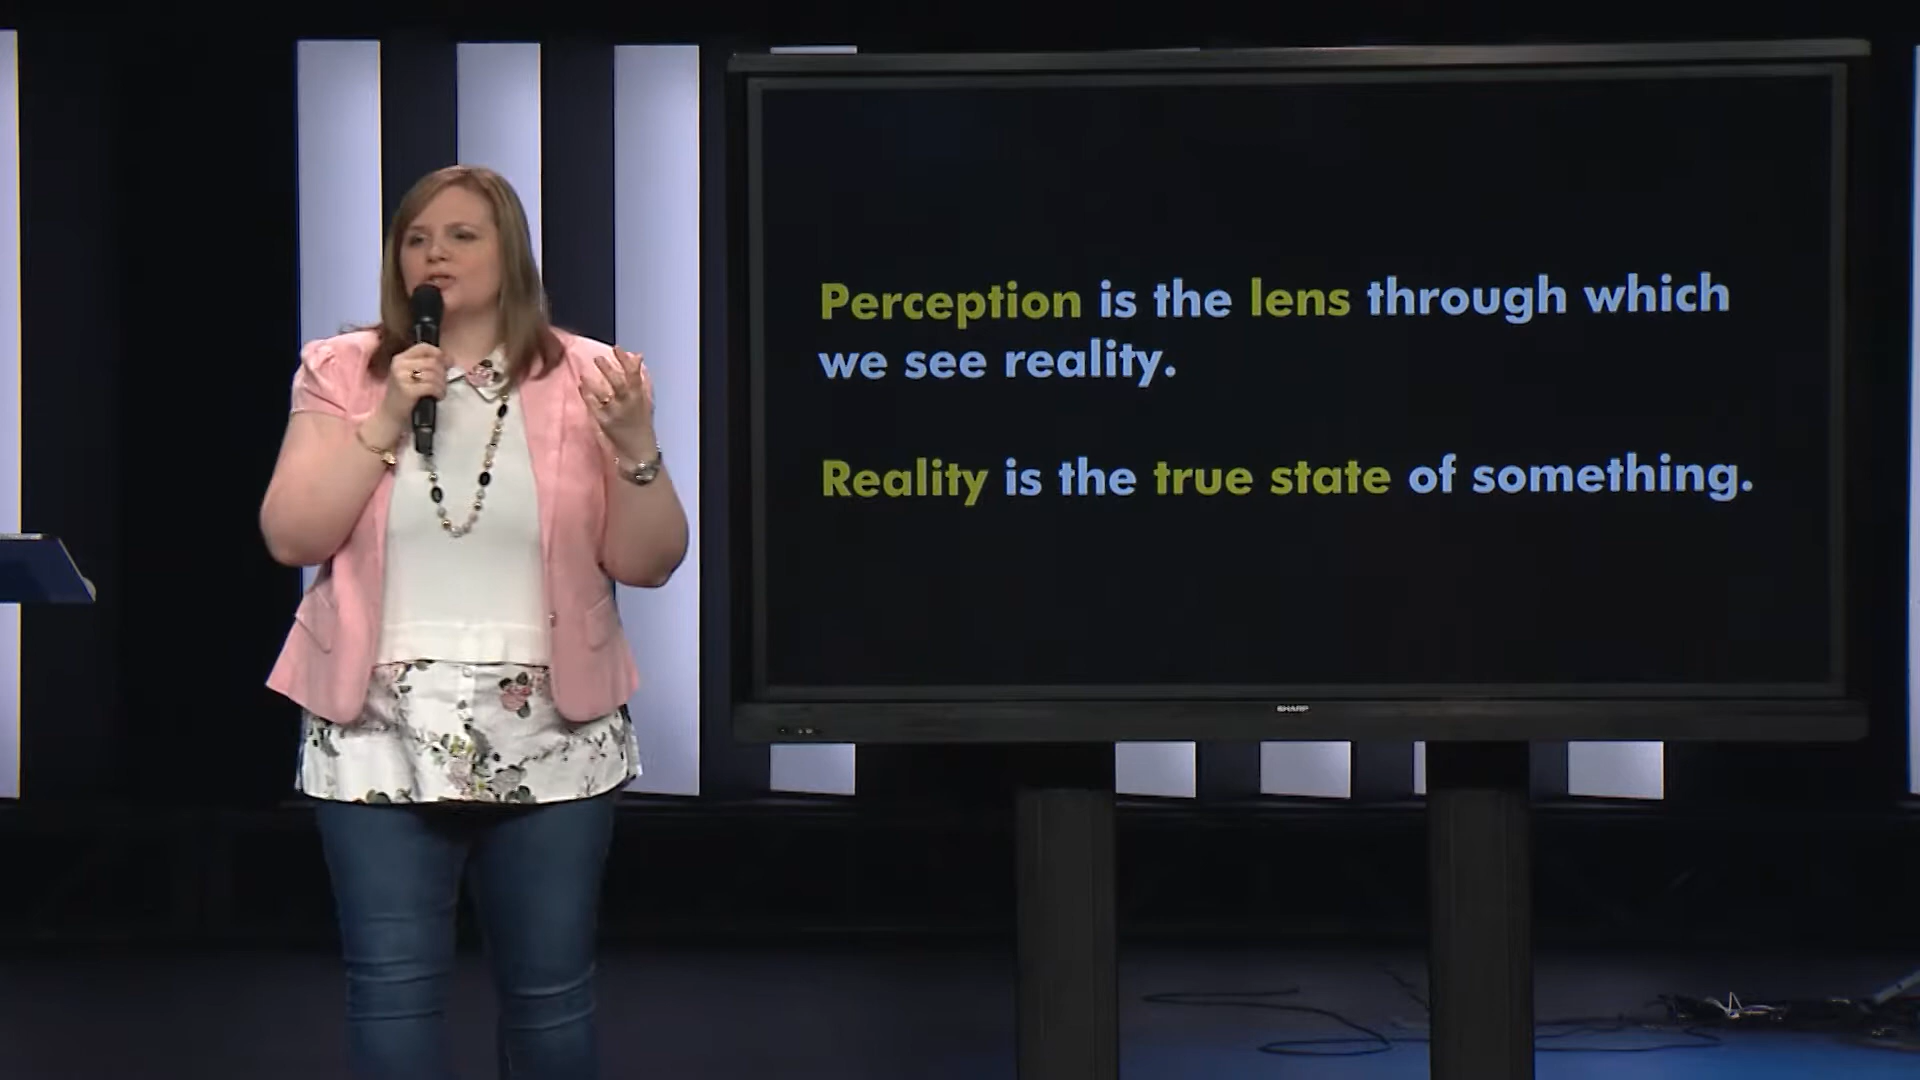 Perception is the lens through which
we see reality.
Reality is the true state of something.
SHARP